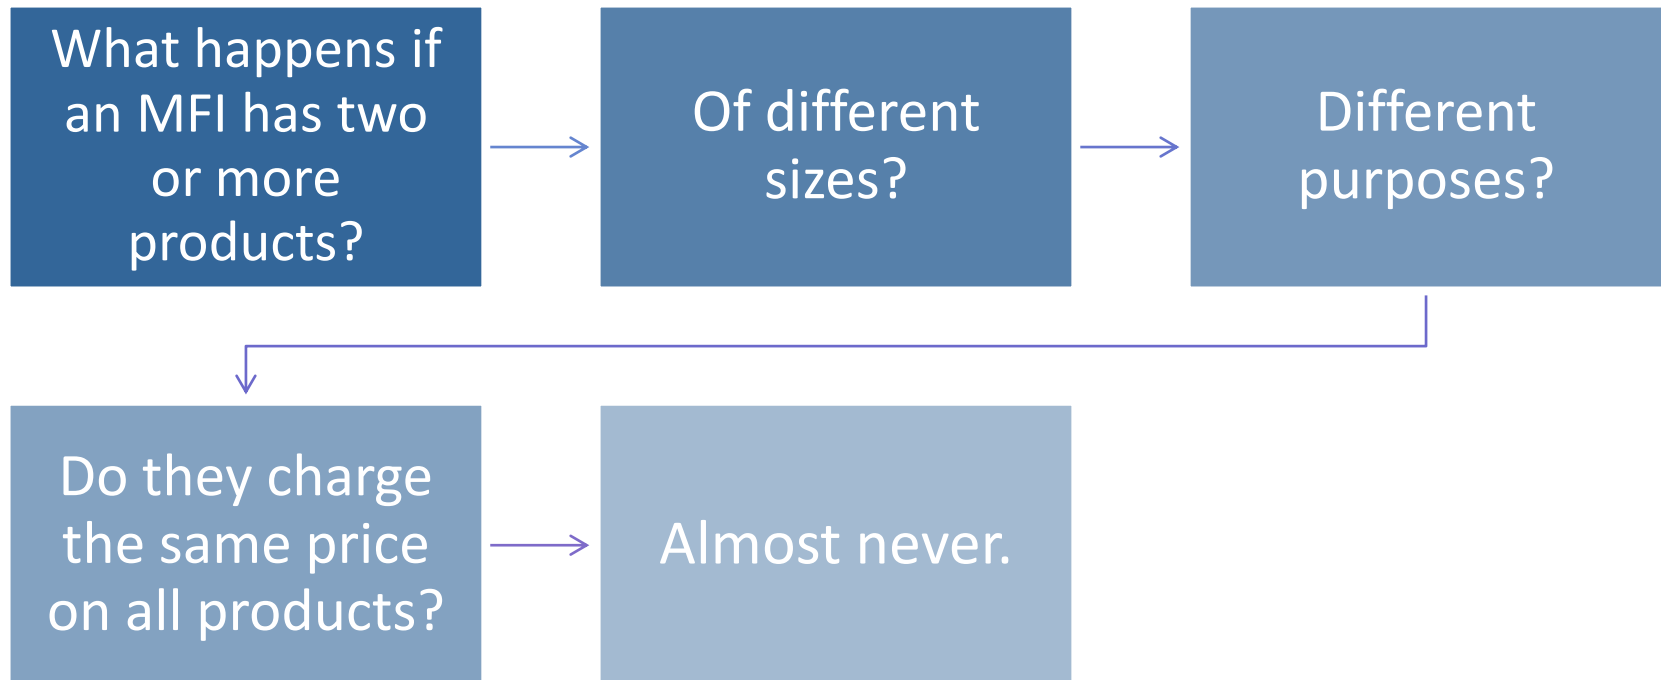 What happens if
an MFI has two
or more
products?
Of different
sizes?
Different
purposes?
Do they charge
the same price
on all products?
Almost never.